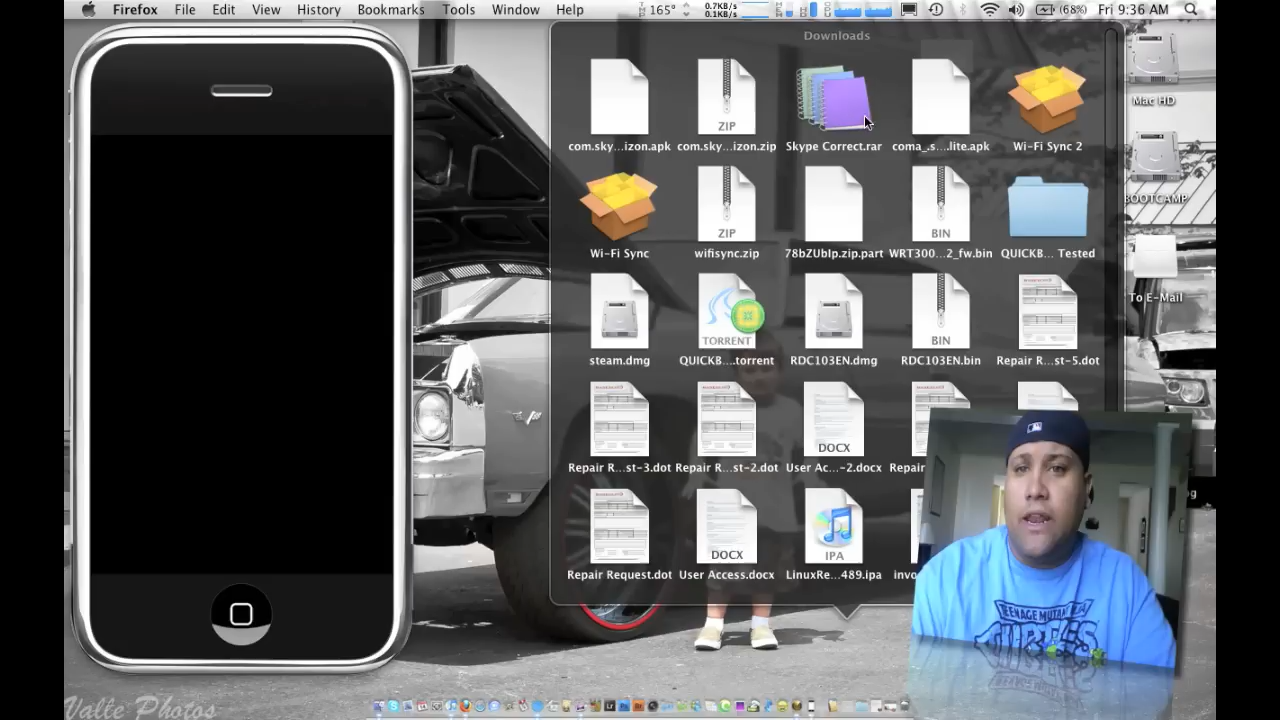 Firefox File Edit View History Bookmarks Tools Window Help 165° 0.7KB/s 0.1KB/s (68%) Fri 9:36 AM
Downloads
com.sky...izon.apk com.sky...izon.zip Skype Correct.rar coma_.s....lite.apk Wi-Fi Sync 2
ZIP
Mac HD
Wi-Fi Sync wifisync.zip 78bZUbIp.zip.part WRT300...2_fw.bin QUICKB... Tested
ZIP BIN
BOOTCAMP
steam.dmg QUICKB....torrent RDC103EN.dmg RDC103EN.bin Repair R...st-5.dot
TORRENT BIN
To E-Mail
Repair R...st-3.dot Repair R...st-2.dot User Ac...-2.docx Repair
DOCX
Repair Request.dot User Access.docx LinuxRe...489.ipa invo
DOCX IPA
TEENAGE MUTANT
TURTLES
Valte Photos